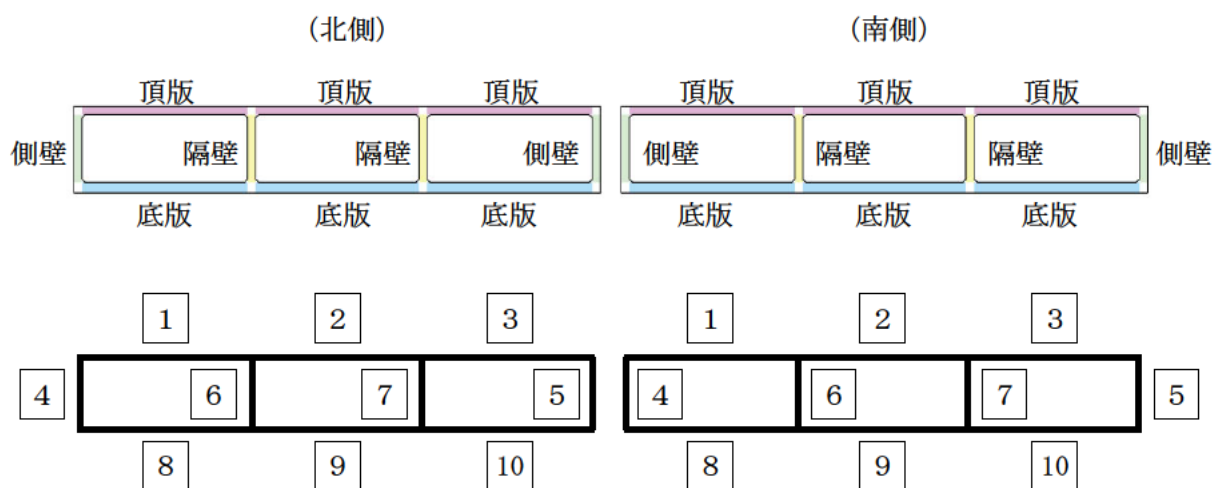 (北側) (南側)
頂版 頂版 頂版 頂版 頂版 頂版
側壁 隔壁 隔壁 側壁 側壁 隔壁 隔壁 側壁
底版 底版 底版 底版 底版 底版
1 2 3 1 2 3
4 6 7 5 4 6 7 5
8 9 10 8 9 10